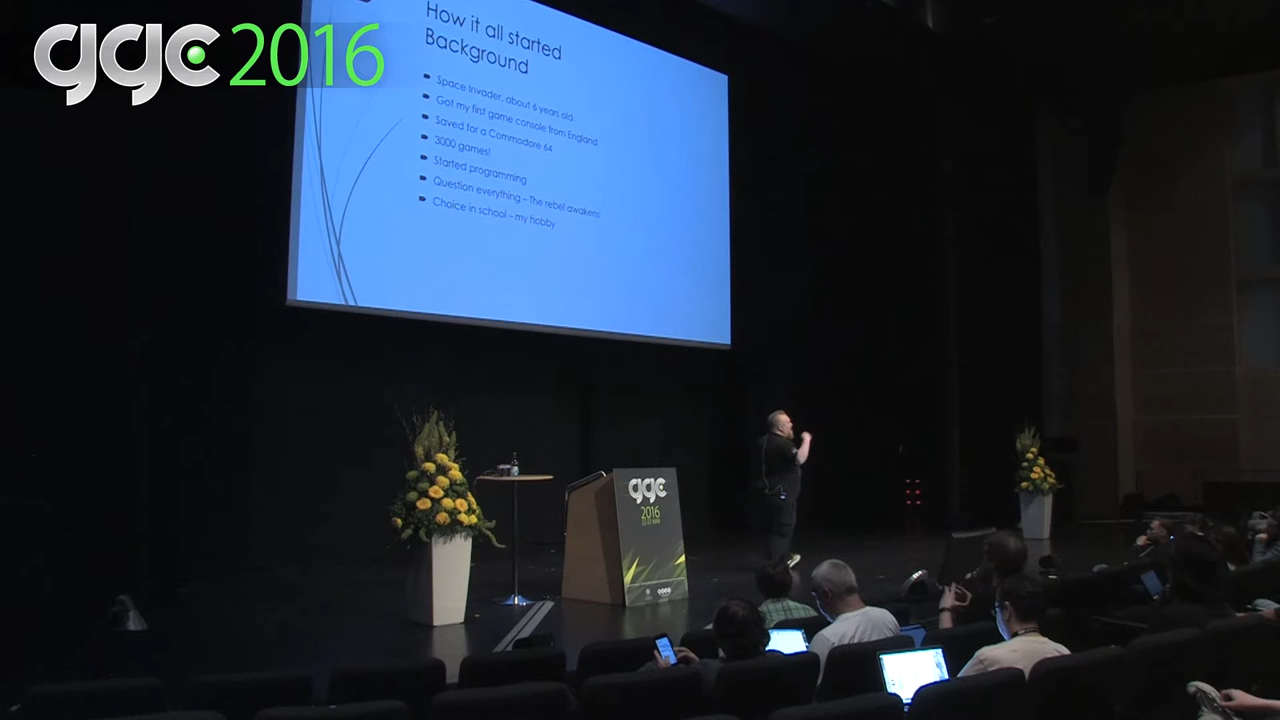 ggc 2016
How it all started
Background
Space Invader, about 6 years old.
Got my first game console from England
Saved for a Commodore 64
3000 games!
Started programming
Question everything – The rebel awakens
Choice in school – my hobby
ggc
2016